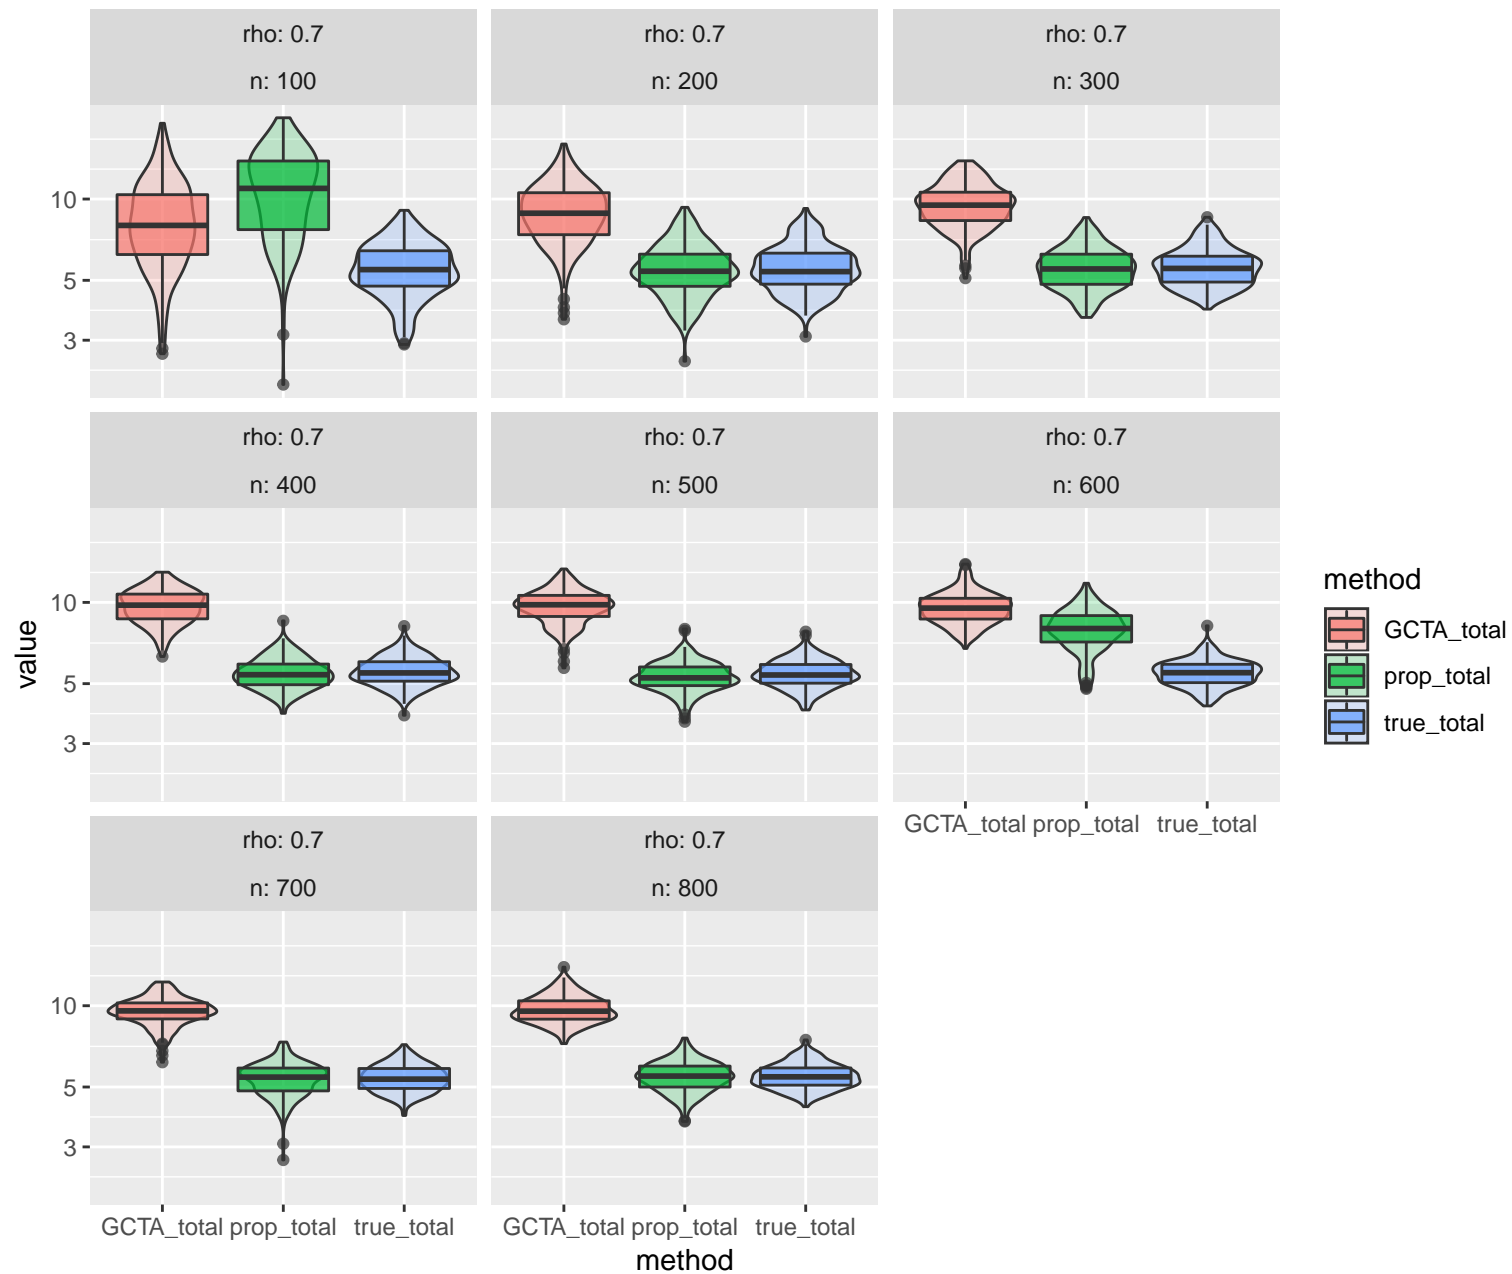 rho: 0.7
n: 100
rho: 0.7
n: 200
rho: 0.7
n: 300
10
5
3
rho: 0.7
n: 400
rho: 0.7
n: 500
rho: 0.7
n: 600
10
5
3
GCTA_total prop_total true_total
rho: 0.7
n: 700
rho: 0.7
n: 800
10
5
3
GCTA_total prop_total true_total
GCTA_total prop_total true_total
method
value
method
GCTA_total
prop_total
true_total